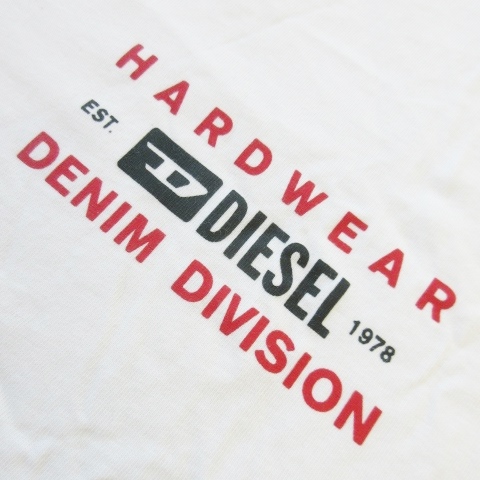 HARDWEAR
EST. D DIESEL 1978
DENIM DIVISION